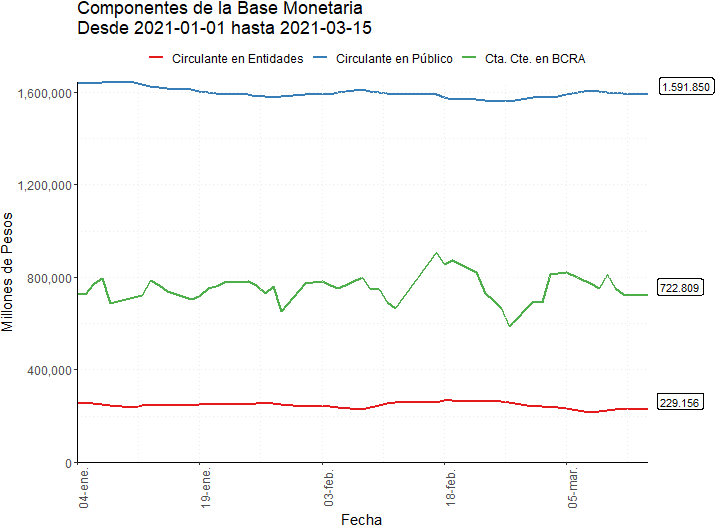 Componentes de la Base Monetaria
Desde 2021-01-01 hasta 2021-03-15
Circulante en Entidades Circulante en Público Cta. Cte. en BCRA
Millones de Pesos
1,600,000
1,200,000
800,000
400,000
0
1.591.850
722.809
229.156
04-ene. 19-ene. 03-feb. 18-feb. 05-mar.
Fecha